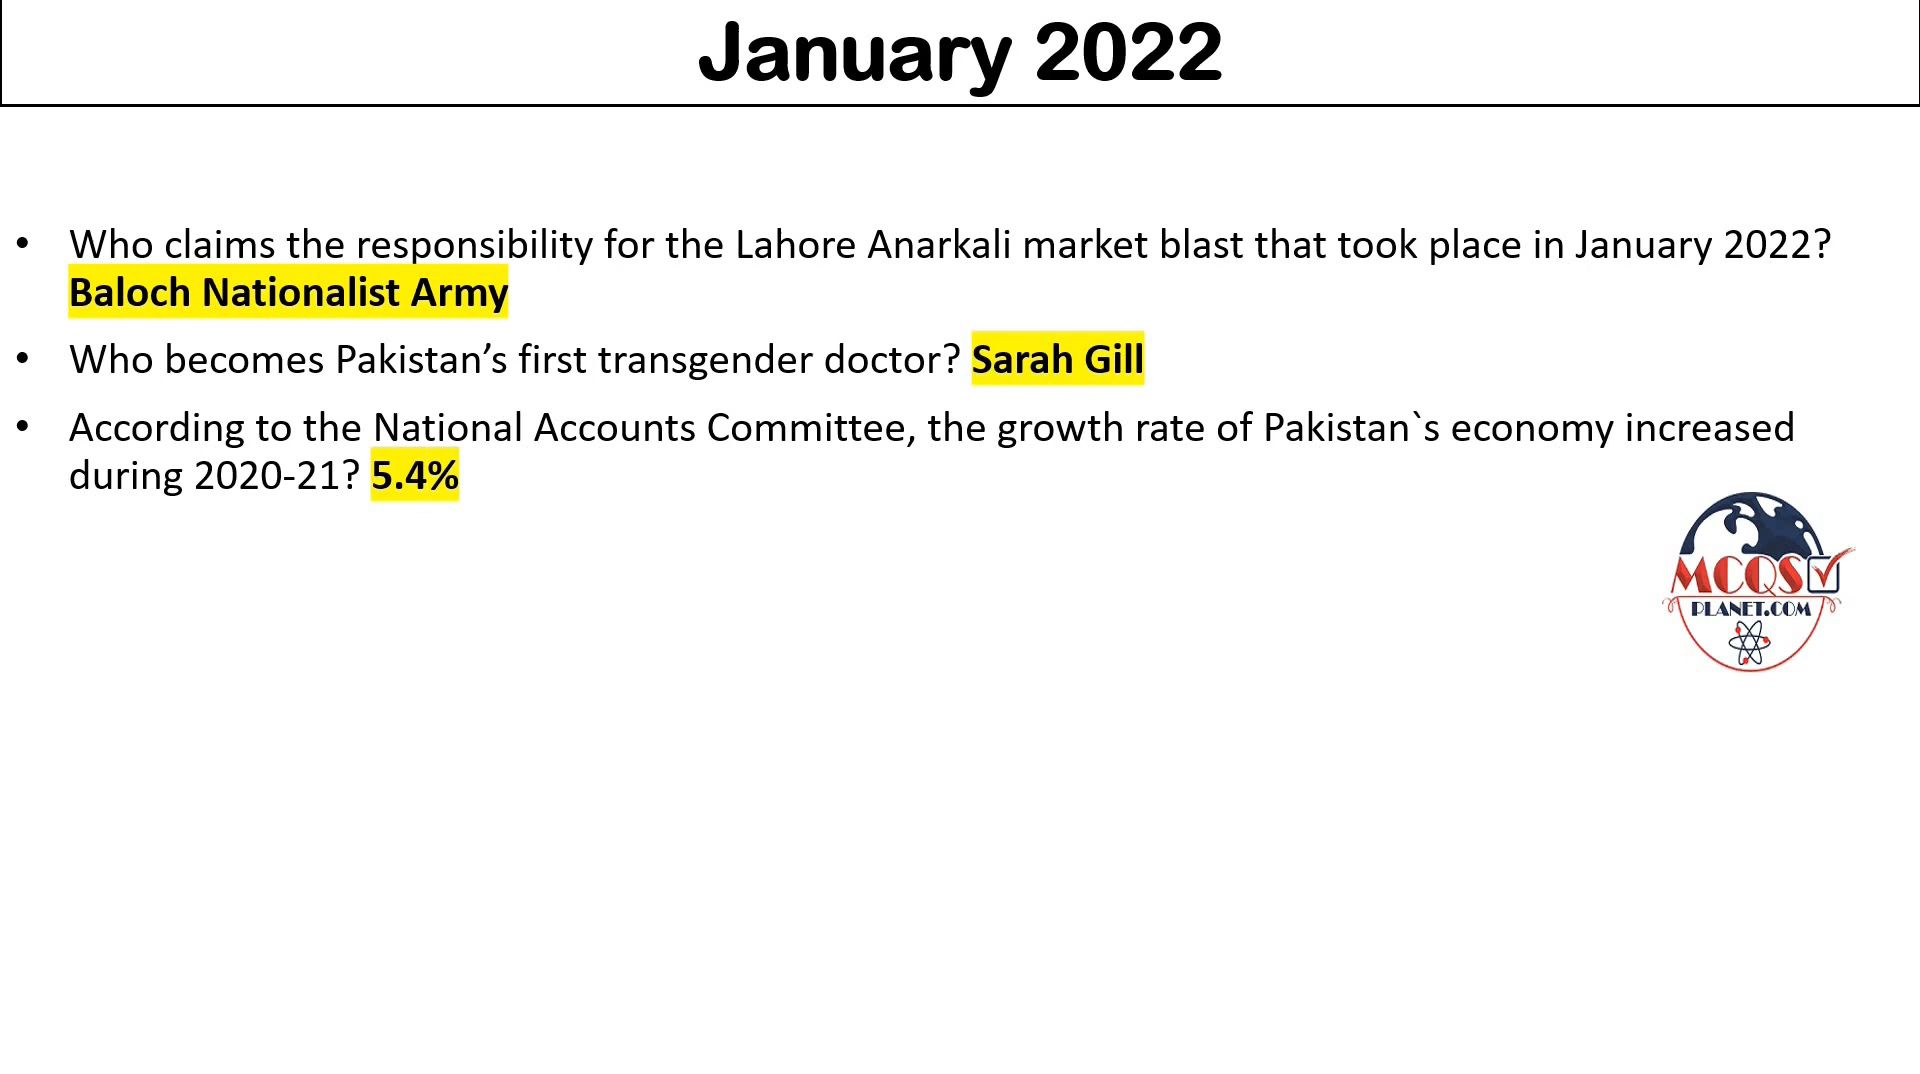 January 2022
• Who claims the responsibility for the Lahore Anarkali market blast that took place in January 2022?
Baloch Nationalist Army
• Who becomes Pakistan’s first transgender doctor? Sarah Gill
• According to the National Accounts Committee, the growth rate of Pakistan`s economy increased
during 2020-21? 5.4%
MCQS
PLANET.COM